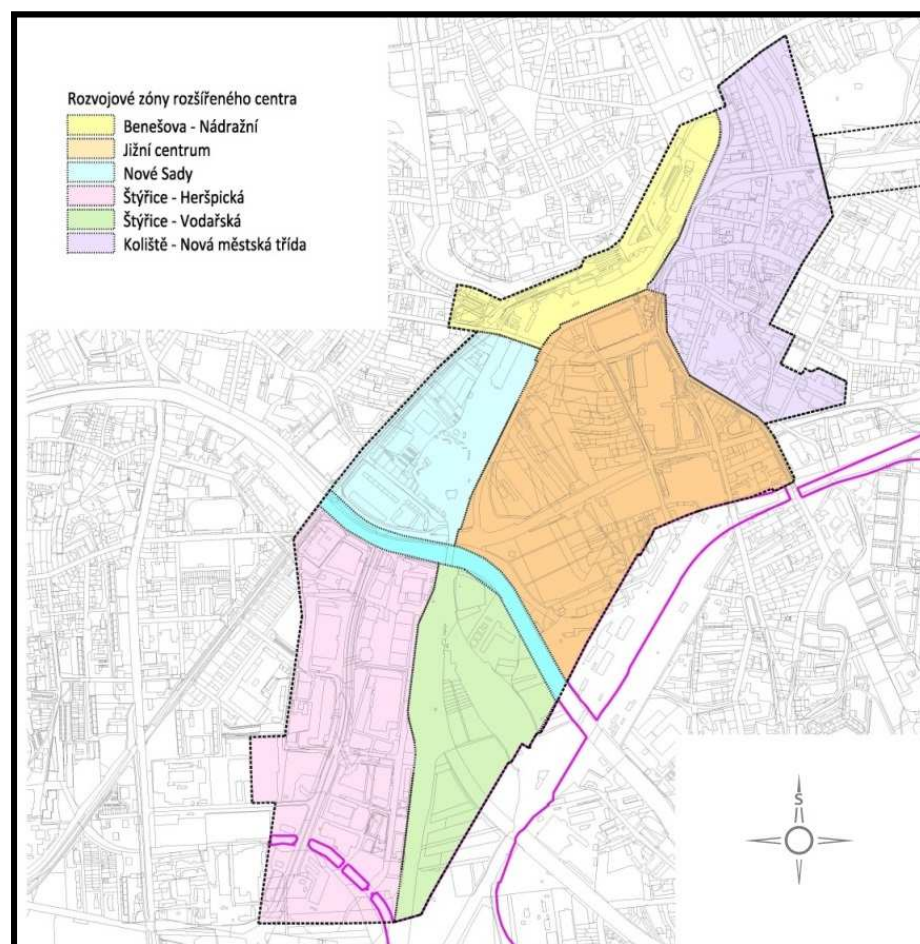 Rozvojové zóny rozšířeného centra
Benešova - Nádražní
Jižní centrum
Nové Sady
Štýřice - Heršpická
Štýřice - Vodařská
Koliště - Nová městská třída
S